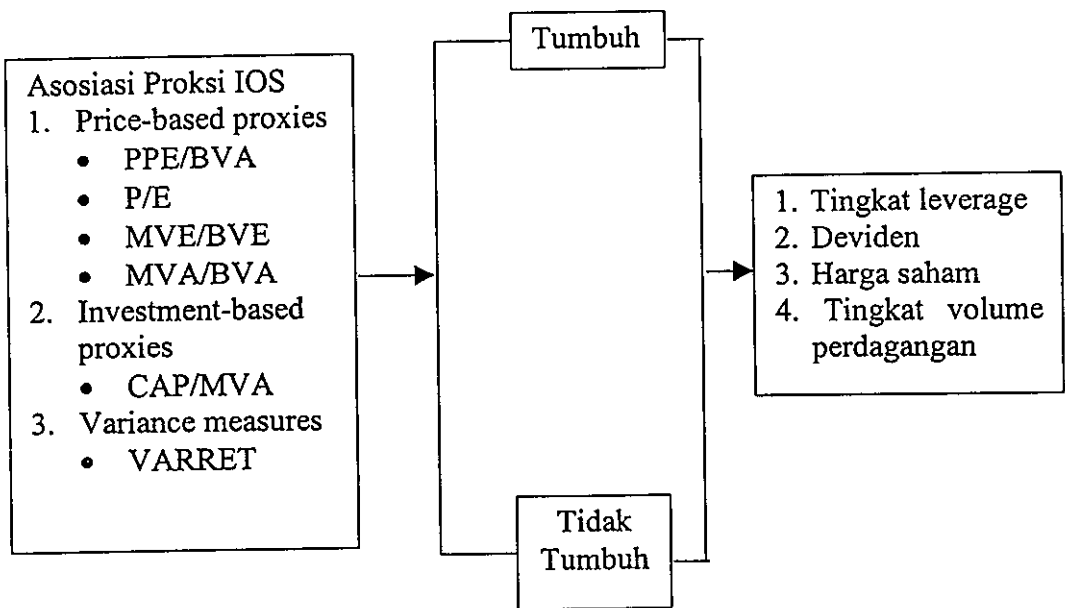 Asosiasi Proksi IOS
1. Price-based proxies
• PPE/BVA
• P/E
• MVE/BVE
• MVA/BVA
2. Investment-based
proxies
• CAP/MVA
3. Variance measures
• VARRET
Tumbuh
Tidak
Tumbuh
1. Tingkat leverage
2. Deviden
3. Harga saham
4. Tingkat volume
perdagangan